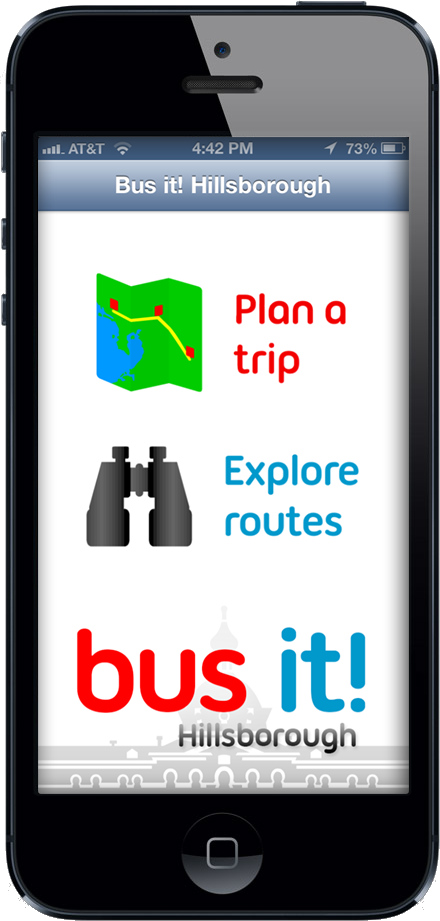 AT&T 4:42 PM 73%
Bus it! Hillsborough
Plan a
trip
Explore
routes
bus it!
Hillsborough